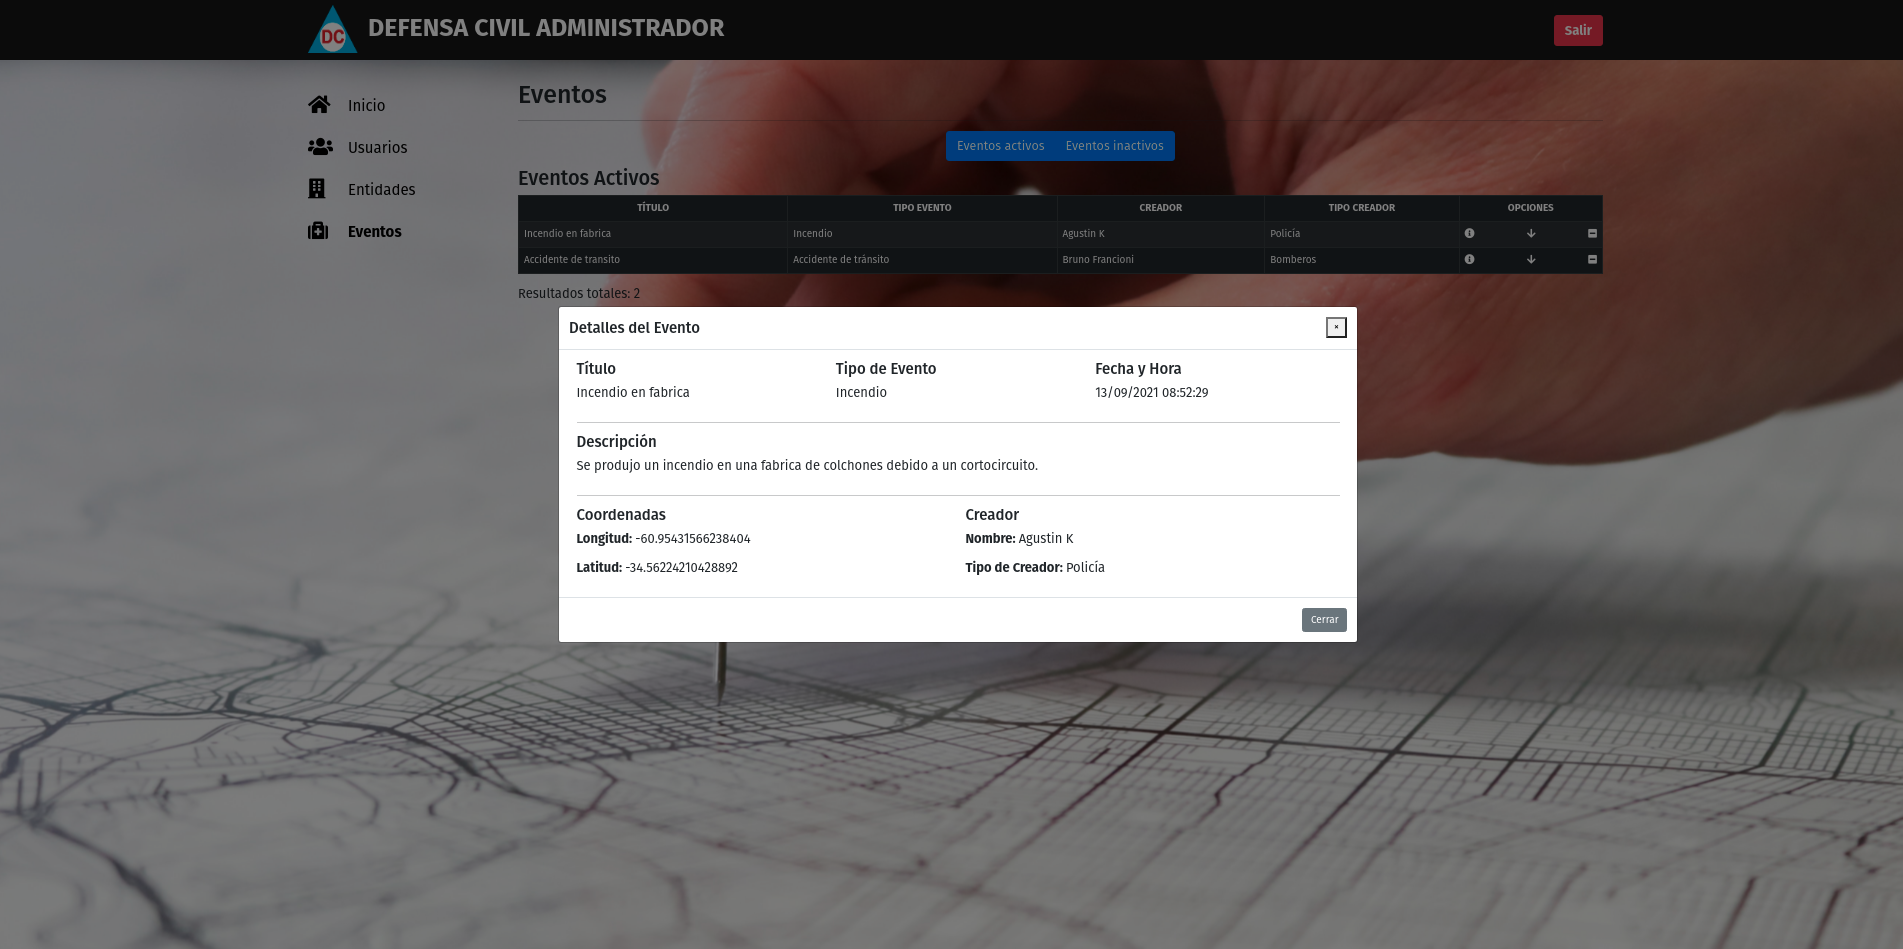 DC
DEFENSA CIVIL ADMINISTRADOR
Salir
Inicio
Usuarios
Entidades
Eventos
Eventos
Eventos activos Eventos inactivos
Eventos Activos
TÍTULO TIPO EVENTO CREADOR TIPO CREADOR OPCIONES
Incendio en fabrica Incendio Agustin K Policía
Accidente de transito Accidente de tránsito Bruno Francioni Bomberos
Resultados totales: 2
Detalles del Evento ×
Título Tipo de Evento Fecha y Hora
Incendio en fabrica Incendio 13/09/2021 08:52:29
Descripción
Se produjo un incendio en una fabrica de colchones debido a un cortocircuito.
Coordenadas Creador
Longitud: -60.95431566238404 Nombre: Agustin K
Latitud: -34.56224210428892 Tipo de Creador: Policía
Cerrar